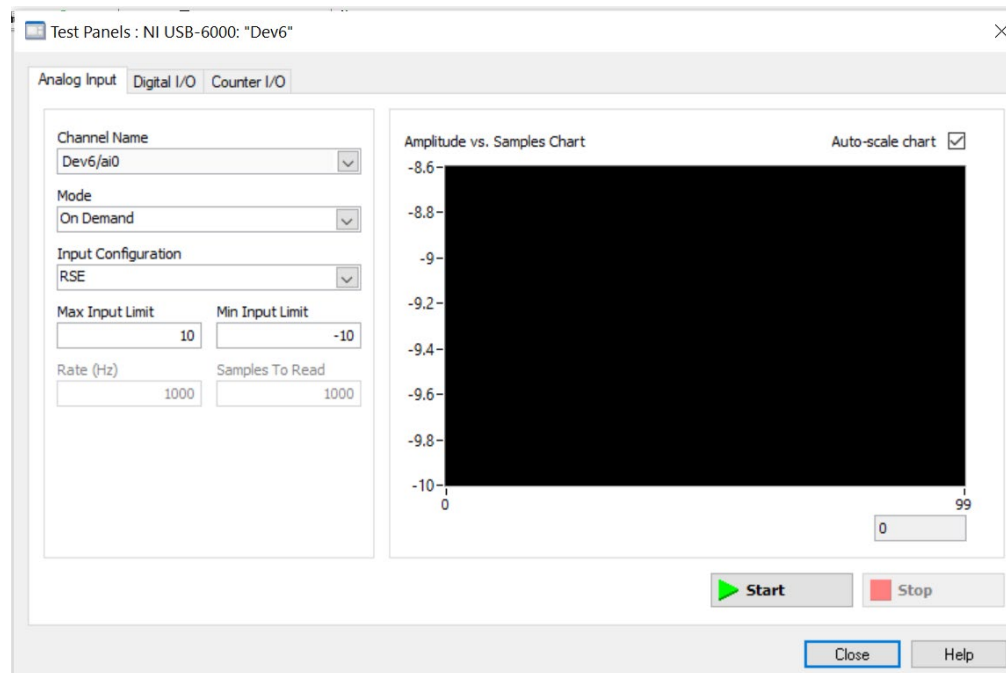 Test Panels : NI USB-6000: "Dev6"
Analog Input Digital I/O Counter I/O
Channel Name
Dev6/ai0
Mode
On Demand
Input Configuration
RSE
Max Input Limit Min Input Limit
10 -10
Rate (Hz) Samples To Read
1000 1000
Amplitude vs. Samples Chart Auto-scale chart
-8.6
-8.8
-9
-9.2
-9.4
-9.6
-9.8
-10
0 99
0
Start Stop
Close Help